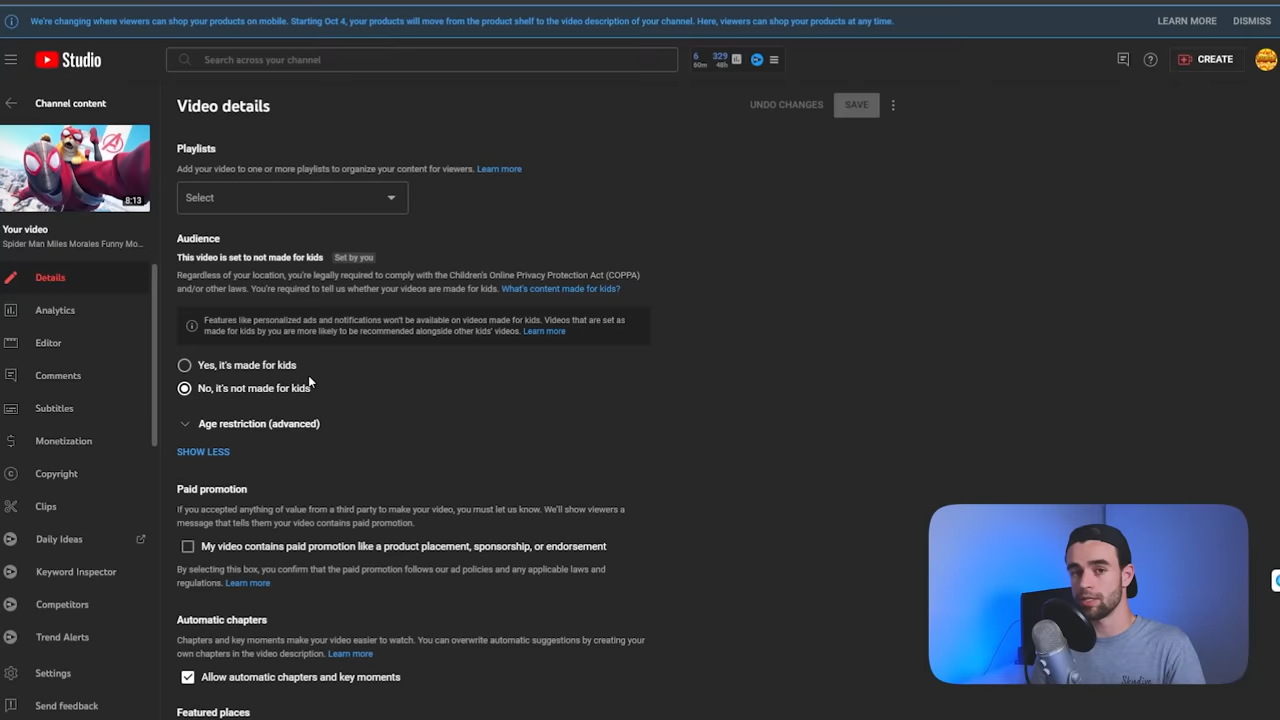 We're changing where viewers can shop your products on mobile. Starting Oct 4, your products will move from the product shelf to the video description of your channel. Here, viewers can shop your products at any time.
LEARN MORE
DISMISS
Studio
Search across your channel
6
60m
329
48h
CREATE
Channel content
8:13
Your video
Spider Man Miles Morales Funny Mo...
Details
Analytics
Editor
Comments
Subtitles
Monetization
Copyright
Clips
Daily Ideas
Keyword Inspector
Competitors
Trend Alerts
Settings
Send feedback
Video details
UNDO CHANGES
SAVE
Playlists
Add your video to one or more playlists to organize your content for viewers. Learn more
Select
Audience
This video is set to not made for kids
Set by you
Regardless of your location, you're legally required to comply with the Children's Online Privacy Protection Act (COPPA)
and/or other laws. You're required to tell us whether your videos are made for kids. What's content made for kids?
Features like personalized ads and notifications won't be available on videos made for kids. Videos that are set as
made for kids by you are more likely to be recommended alongside other kids' videos. Learn more
Yes, it's made for kids
No, it's not made for kids
Age restriction (advanced)
SHOW LESS
Paid promotion
If you accepted anything of value from a third party to make your video, you must let us know. We'll show viewers a
message that tells them your video contains paid promotion.
My video contains paid promotion like a product placement, sponsorship, or endorsement
By selecting this box, you confirm that the paid promotion follows our ad policies and any applicable laws and
regulations. Learn more
Automatic chapters
Chapters and key moments make your video easier to watch. You can overwrite automatic suggestions by creating your
own chapters in the video description. Learn more
Allow automatic chapters and key moments
Featured places